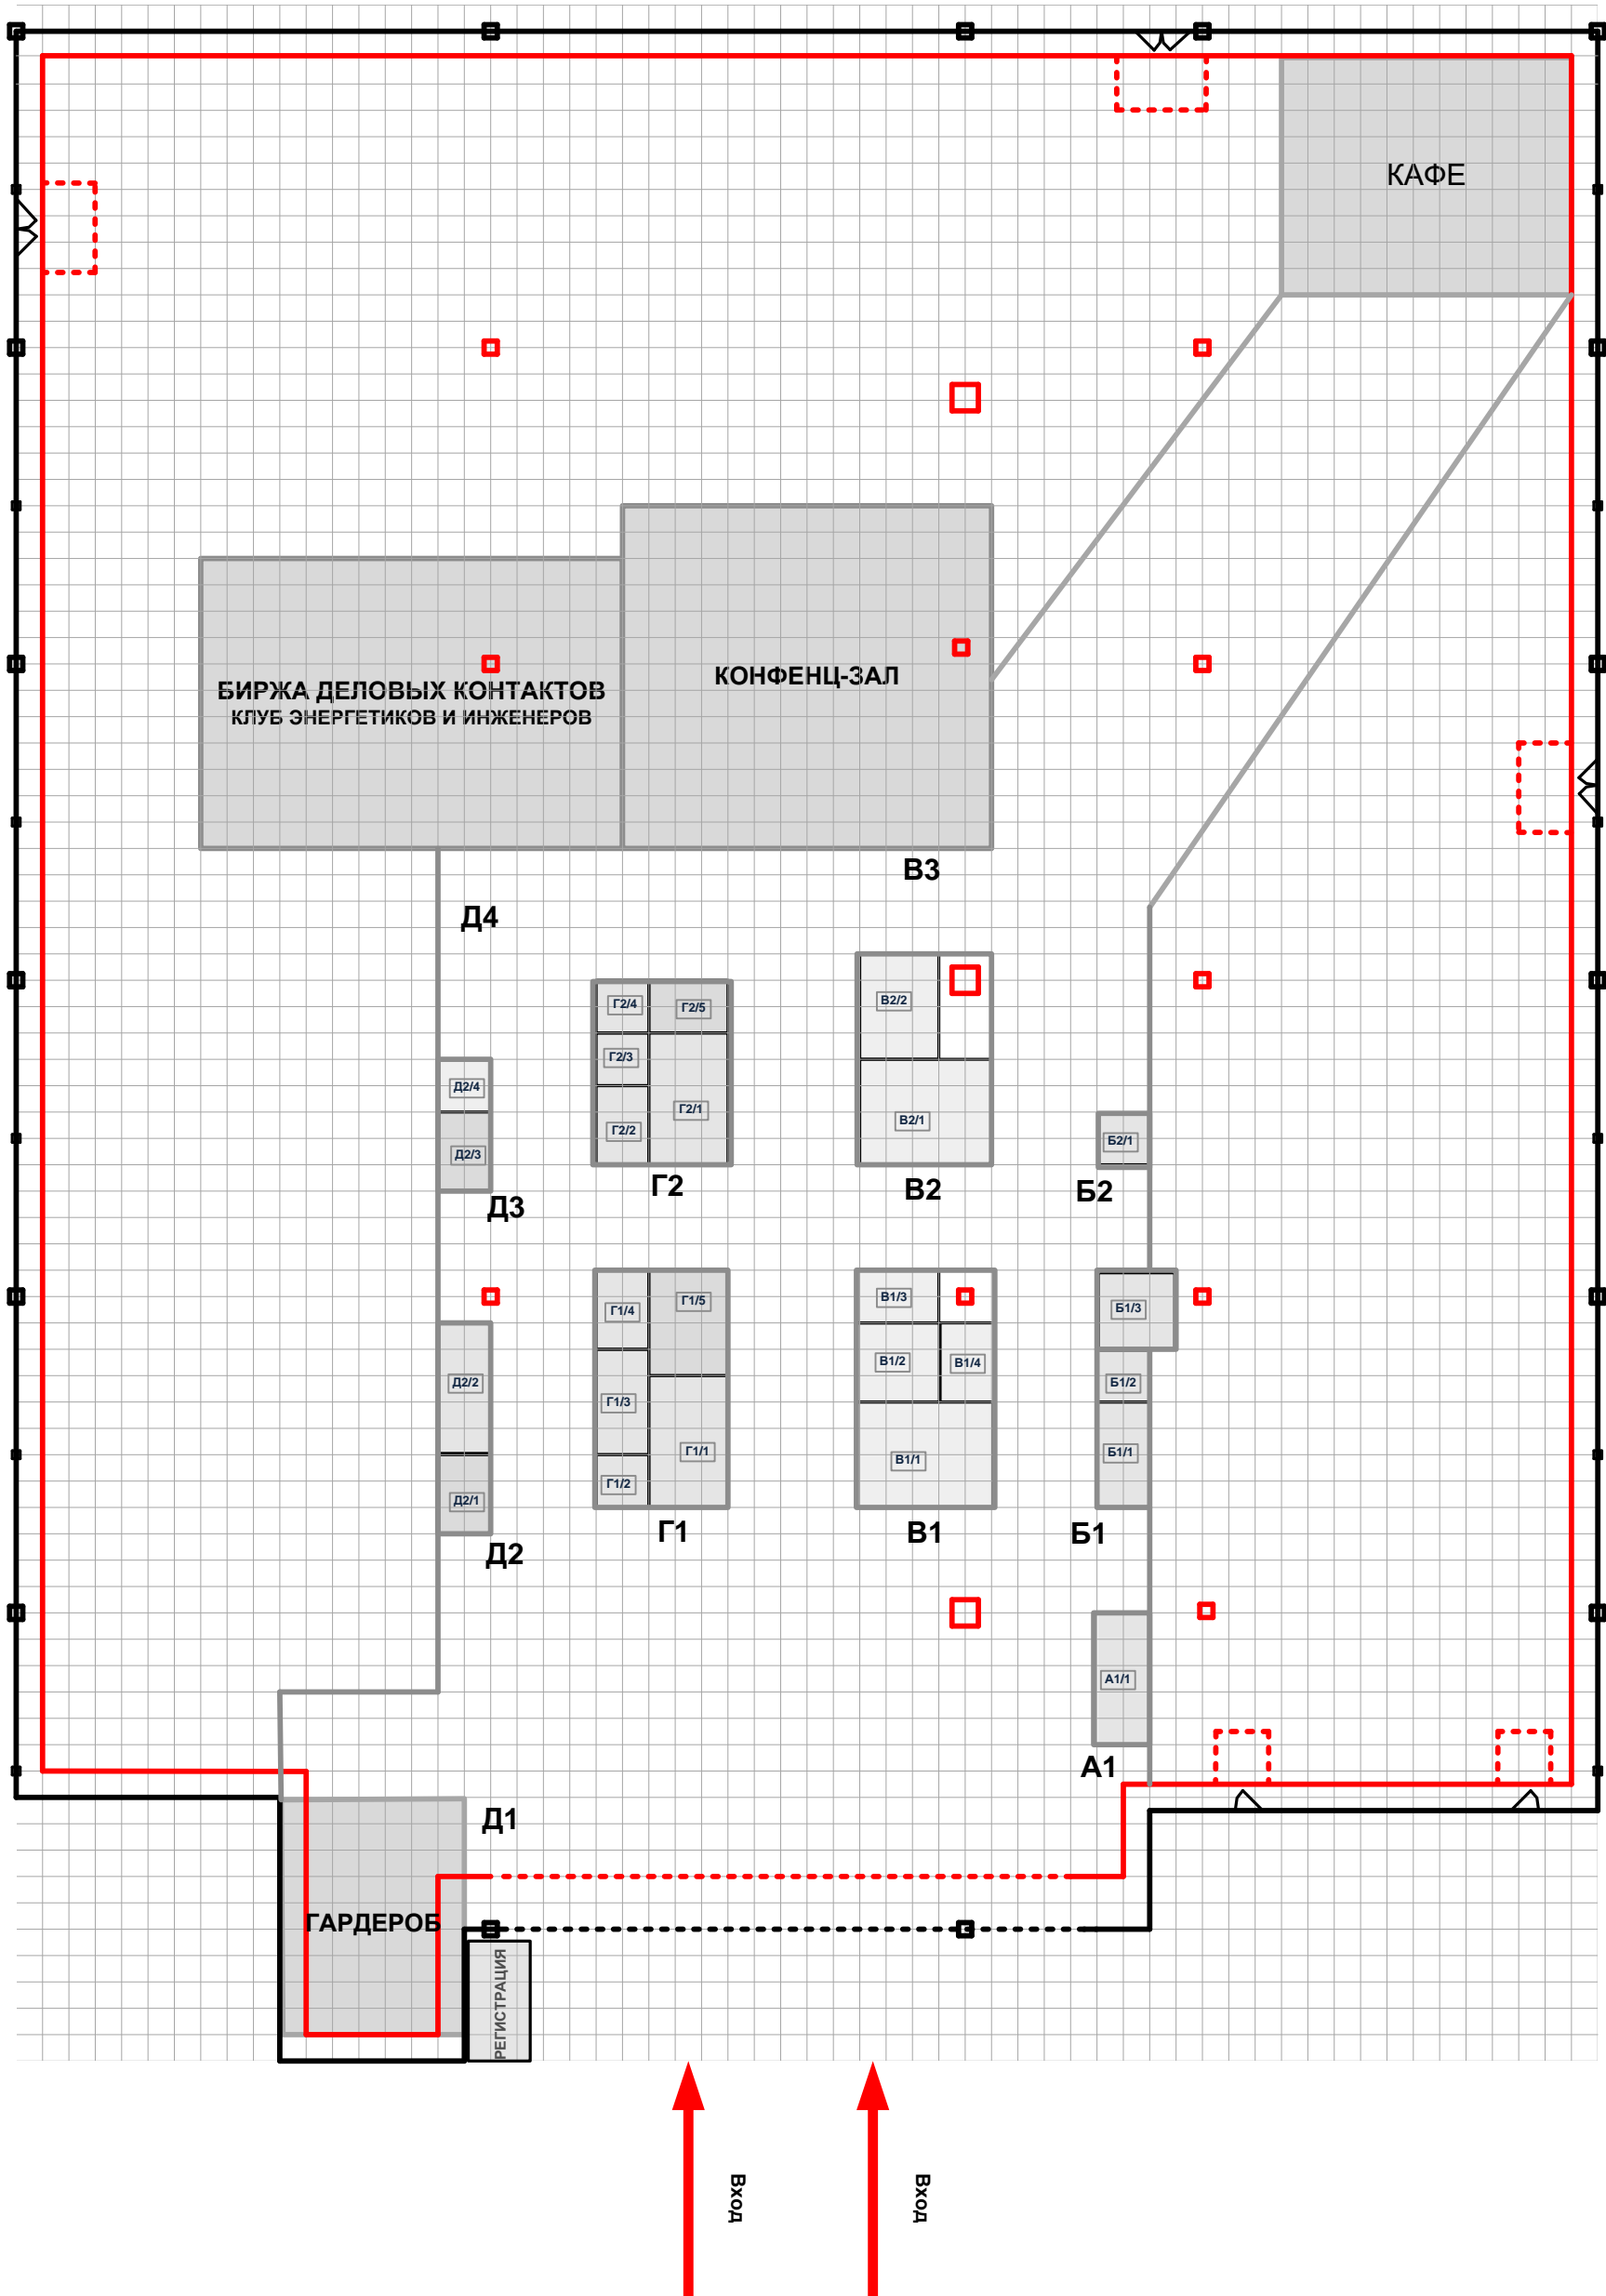 КАФЕ
КОНФЕНЦ-ЗАЛ
БИРЖА ДЕЛОВЫХ КОНТАКТОВ
КЛУБ ЭНЕРГЕТИКОВ И ИНЖЕНЕРОВ
В3
Д4
Г2/4
Г2/5
В2/2
Г2/3
Д2/4
Г2/1
В2/1
Г2/2
Б2/1
Д2/3
Г2
В2
Б2
Д3
Г1/4
Г1/5
В1/3
Б1/3
В1/2
В1/4
Д2/2
Б1/2
Г1/3
Г1/1
В1/1
Б1/1
Г1/2
Д2/1
Г1
В1
Б1
Д2
А1/1
А1
Д1
ГАРДЕРОБ
РЕГИСТРАЦИЯ
Вход
Вход